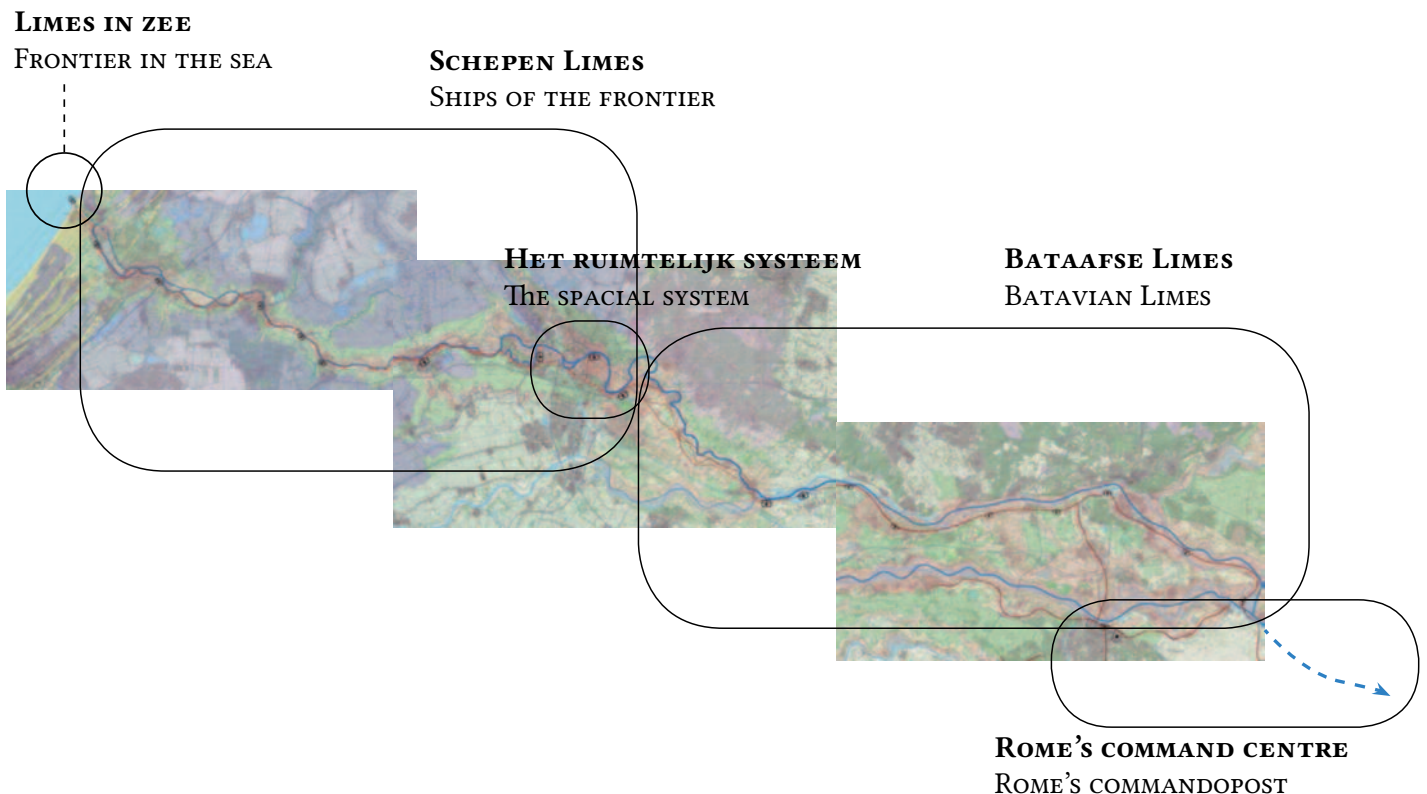 Limes in zee
Frontier in the sea
Schepen Limes
Ships of the frontier
Het ruimtelijk systeem
The spacial system
Bataafse Limes
Batavian Limes
Rome's command centre
Rome's commandopost